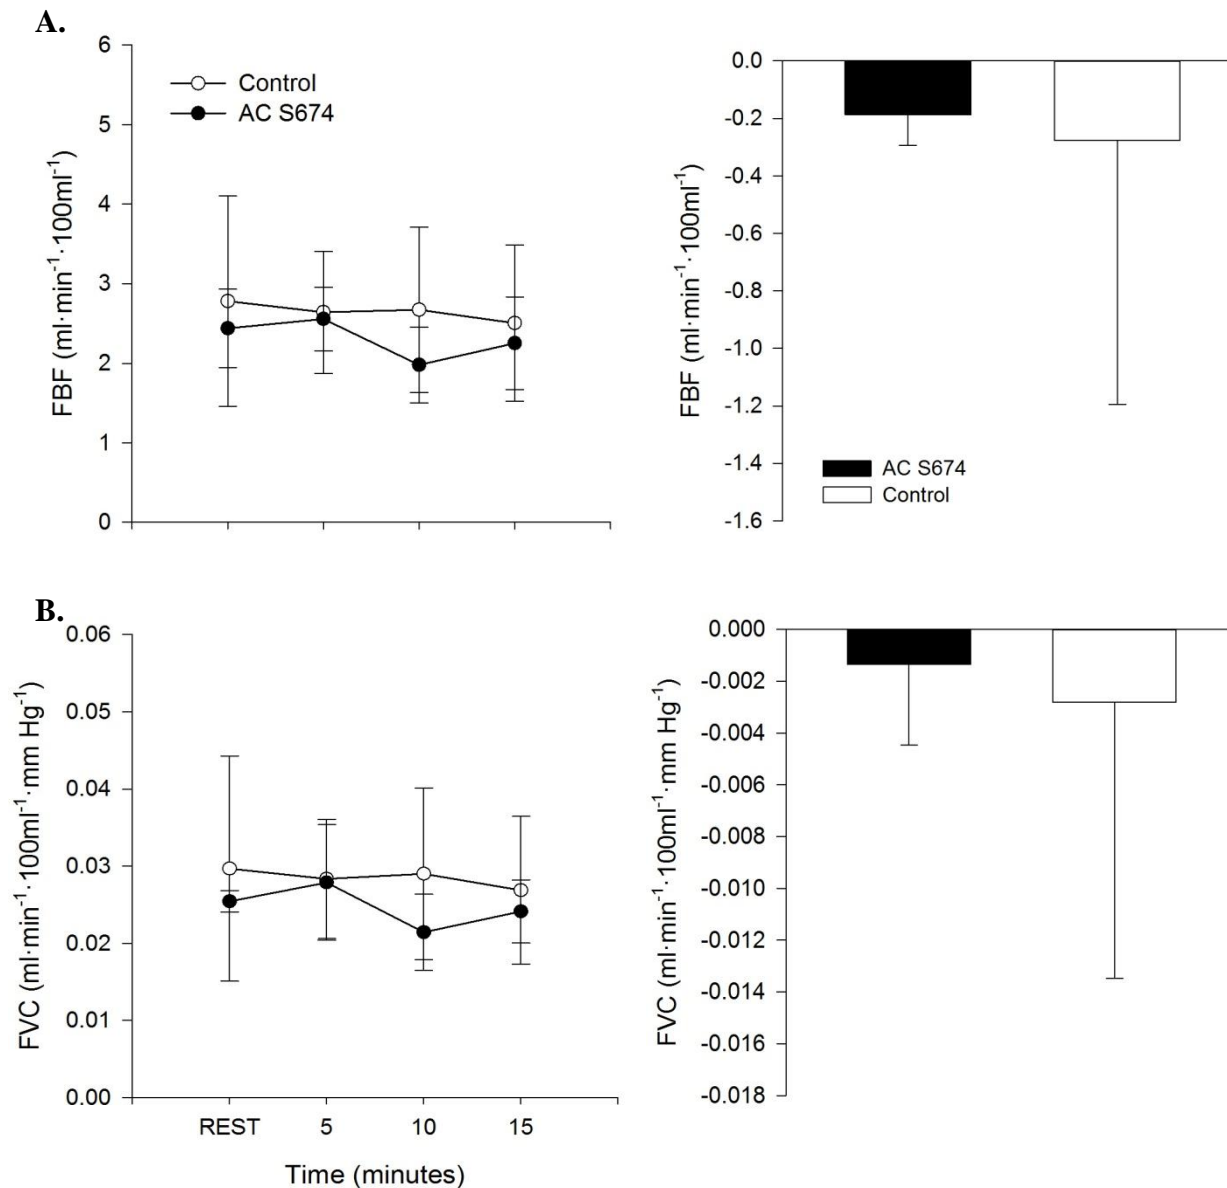 A.
6
5
4
3
2
1
0
FBF (ml·min⁻¹·100ml⁻¹)
Control
AC S674
0.0
-0.2
-0.4
-0.6
-0.8
-1.0
-1.2
-1.4
-1.6
FBF (ml·min⁻¹·100ml⁻¹)
AC S674
Control
B.
0.06
0.05
0.04
0.03
0.02
0.01
0.00
FVC (ml·min⁻¹·100ml⁻¹·mm Hg⁻¹)
REST 5 10 15
Time (minutes)
0.000
-0.002
-0.004
-0.006
-0.008
-0.010
-0.012
-0.014
-0.016
-0.018
FVC (ml·min⁻¹·100ml⁻¹·mm Hg⁻¹)